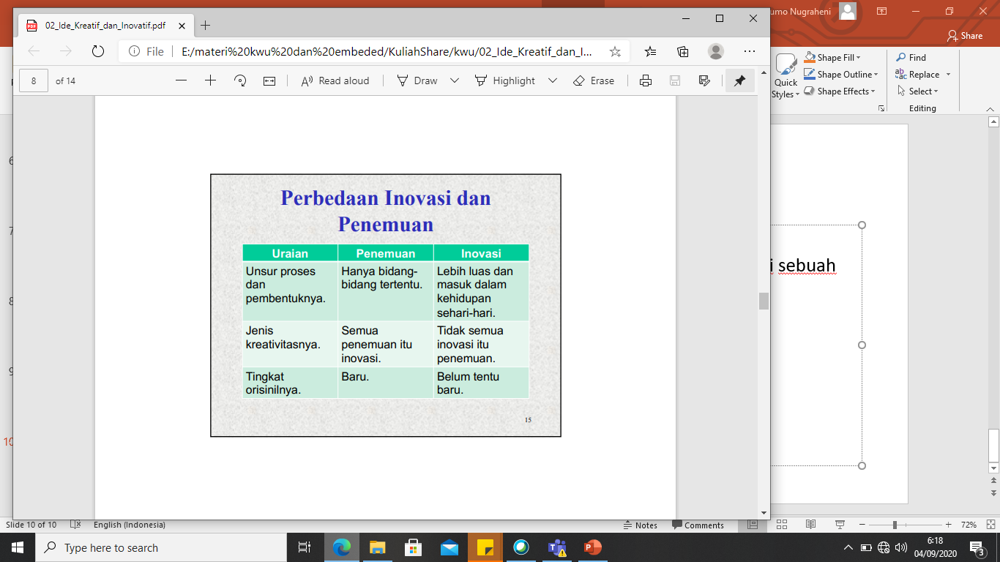 02_Ide_Kreatif_dan_Inovatif.pdf
umo Nugraheni
Share
File
E:/materi%20kwu%20dan%20embeded/KuliahShare/kwu/02_Ide_Kreatif_dan_I...
8 of 14
Read aloud
Draw
Highlight
Erase
Quick Styles
Shape Fill
Shape Outline
Shape Effects
Find
Replace
Select
Editing
Perbedaan Inovasi dan
Penemuan
Uraian Penemuan Inovasi
Unsur proses
dan
pembentuknya.
Hanya bidang-
bidang tertentu.
Lebih luas dan
masuk dalam
kehidupan
sehari-hari.
Jenis
kreativitasnya.
Semua
penemuan itu
inovasi.
Tidak semua
inovasi itu
penemuan.
Tingkat
orisinilnya.
Baru.
Belum tentu
baru.
15
i sebuah
6
7
8
9
10
Slide 10 of 10
English (Indonesia)
Notes
Comments
72%
Type here to search
6:18
04/09/2020
3